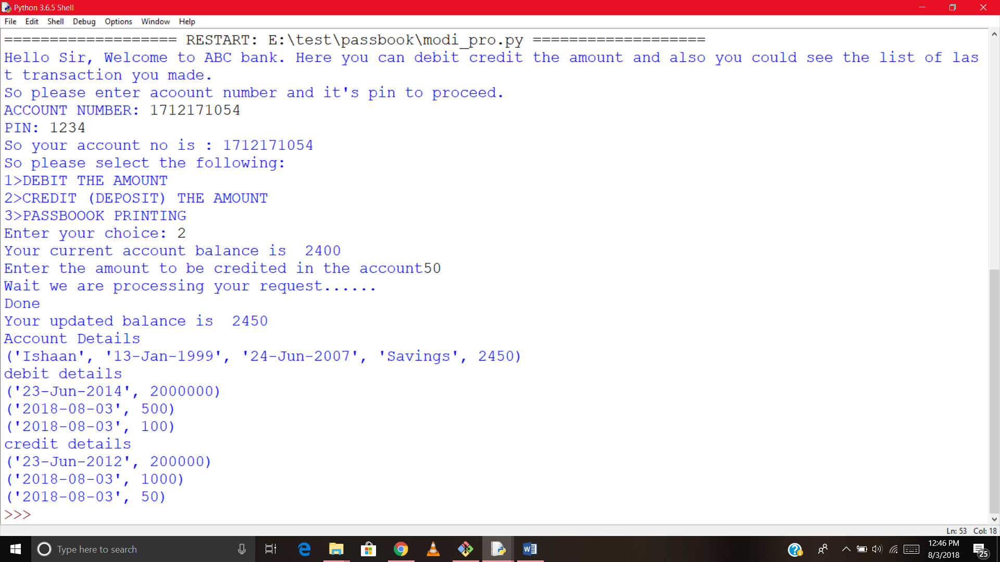 Python 3.6.5 Shell
File Edit Shell Debug Options Window Help
=================== RESTART: E:\test\passbook\modi_pro.py ===================
Hello Sir, Welcome to ABC bank. Here you can debit credit the amount and also you could see the list of las
t transaction you made.
So please enter acoount number and it's pin to proceed.
ACCOUNT NUMBER: 1712171054
PIN: 1234
So your account no is : 1712171054
So please select the following:
1>DEBIT THE AMOUNT
2>CREDIT (DEPOSIT) THE AMOUNT
3>PASSBOOOK PRINTING
Enter your choice: 2
Your current account balance is  2400
Enter the amount to be credited in the account50
Wait we are processing your request......
Done
Your updated balance is  2450
Account Details
('Ishaan', '13-Jan-1999', '24-Jun-2007', 'Savings', 2450)
debit details
('23-Jun-2014', 2000000)
('2018-08-03', 500)
('2018-08-03', 100)
credit details
('23-Jun-2012', 200000)
('2018-08-03', 1000)
('2018-08-03', 50)
>>>
Ln: 53 Col: 18
Type here to search
12:46 PM
8/3/2018
25